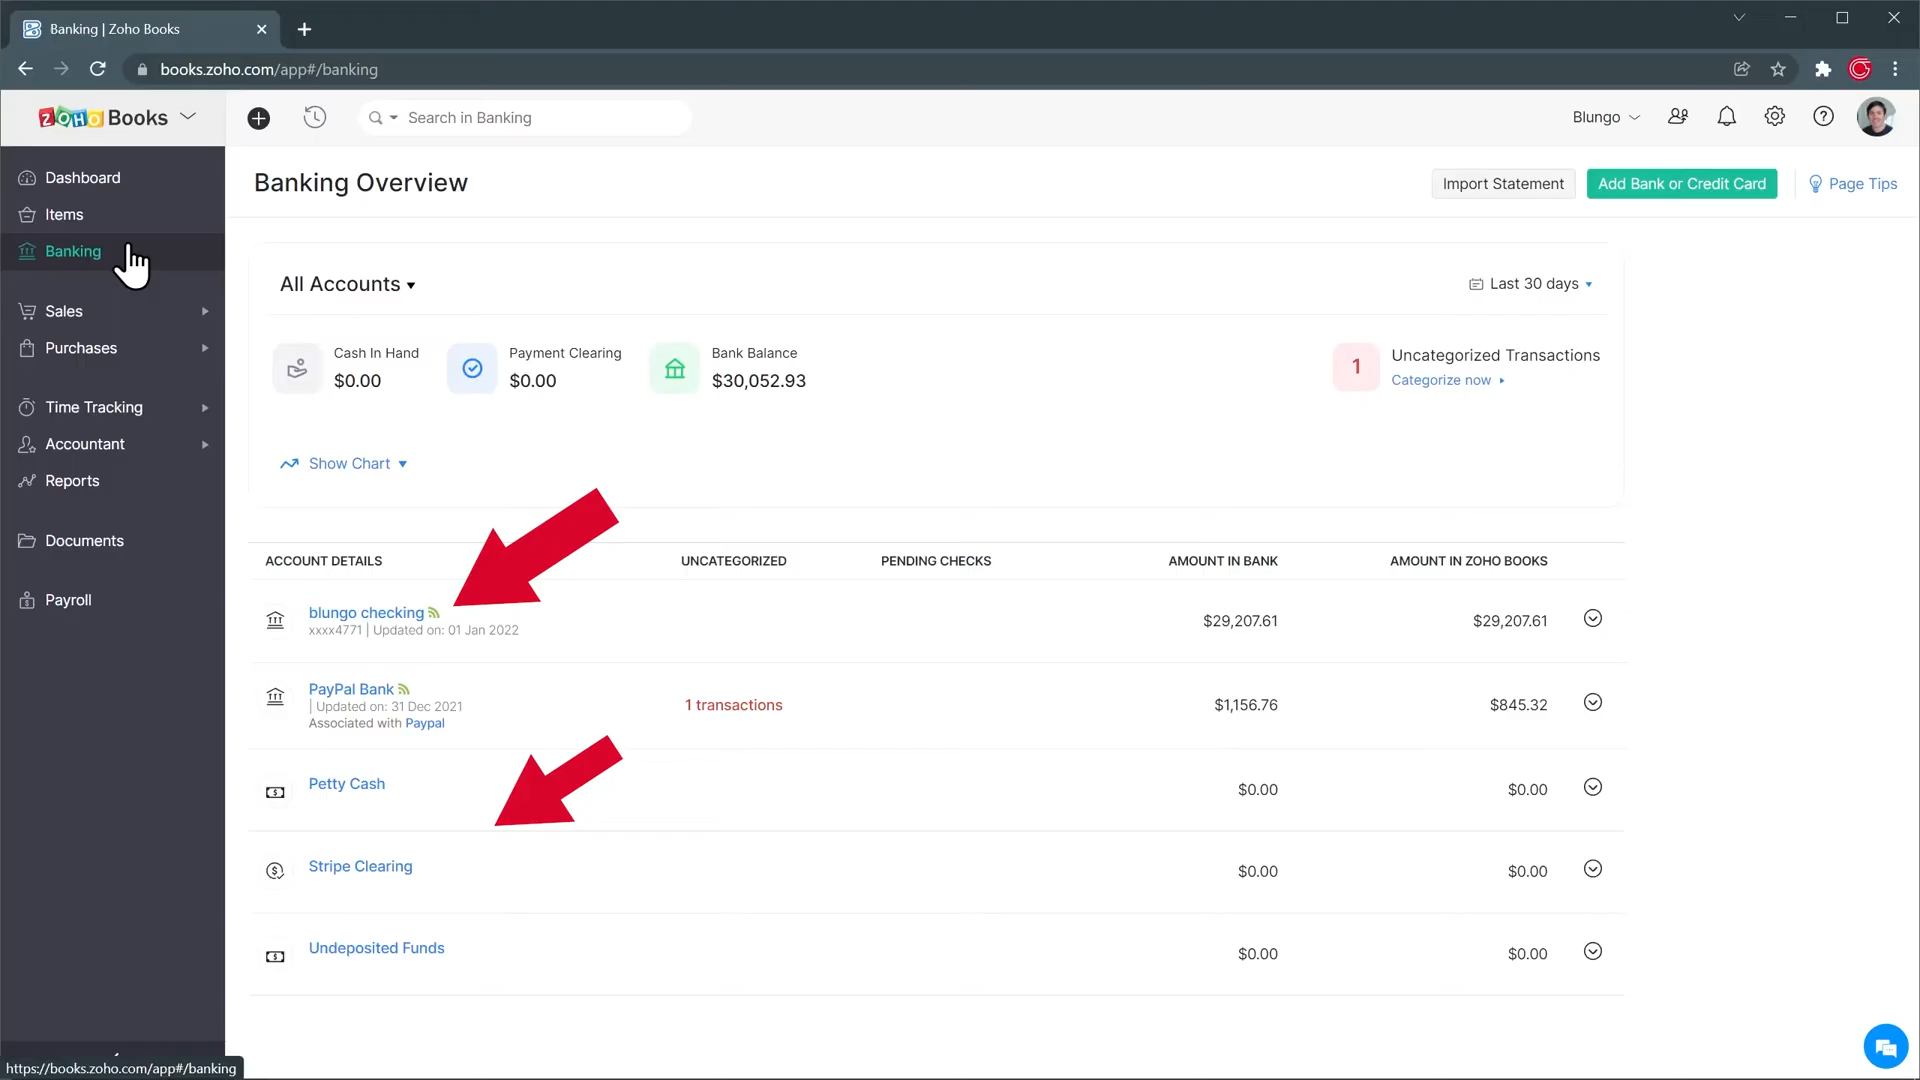 Banking | Zoho Books
books.zoho.com/app#/banking
ZOHO Books
Search in Banking
Blungo
Dashboard
Items
Banking
Sales
Purchases
Time Tracking
Accountant
Reports
Documents
Payroll
Banking Overview
Import Statement
Add Bank or Credit Card
Page Tips
All Accounts
Last 30 days
Cash In Hand
$0.00
Payment Clearing
$0.00
Bank Balance
$30,052.93
1
Uncategorized Transactions
Categorize now
Show Chart
ACCOUNT DETAILS UNCATEGORIZED PENDING CHECKS AMOUNT IN BANK AMOUNT IN ZOHO BOOKS
blungo checking
xxxx4771 | Updated on: 01 Jan 2022
$29,207.61 $29,207.61
PayPal Bank
| Updated on: 31 Dec 2021
Associated with Paypal
1 transactions $1,156.76 $845.32
Petty Cash
$0.00 $0.00
Stripe Clearing
$0.00 $0.00
Undeposited Funds
$0.00 $0.00
https://books.zoho.com/app#/banking